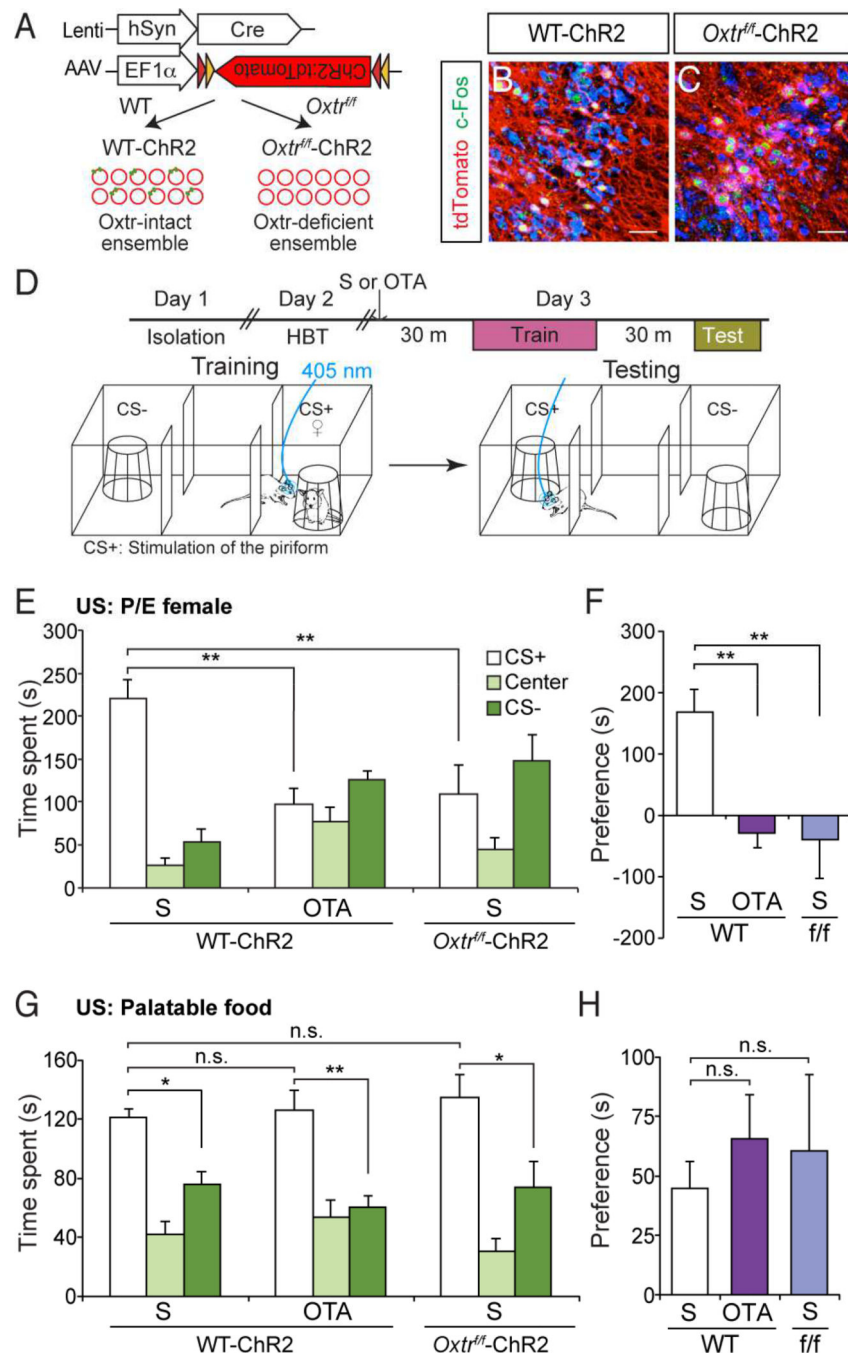 A
Lenti hSyn Cre
AAV EF1α ChR2:tdTomato
WT Oxtrf/f
WT-ChR2 Oxtrf/f-ChR2
Oxtr-intact ensemble
Oxtr-deficient ensemble
WT-ChR2 Oxtrf/f-ChR2
tdTomato c-Fos
B C
D
S or OTA
Day 1 Day 2 Day 3
Isolation HBT 30 m Train 30 m Test
Training 405 nm Testing
CS- CS+ ♀ CS+ CS-
CS+: Stimulation of the piriform
E US: P/E female
Time spent (s)
300
250
200
150
100
50
0
** **
CS+
Center
CS-
S OTA S
WT-ChR2 Oxtrf/f-ChR2
F
Preference (s)
300
200
100
0
-100
-200
**
**
S OTA S
WT f/f
G US: Palatable food
Time spent (s)
160
120
80
40
0
n.s.
n.s.
* ** *
S OTA S
WT-ChR2 Oxtrf/f-ChR2
H
Preference (s)
100
75
50
25
0
n.s.
n.s.
S OTA S
WT f/f